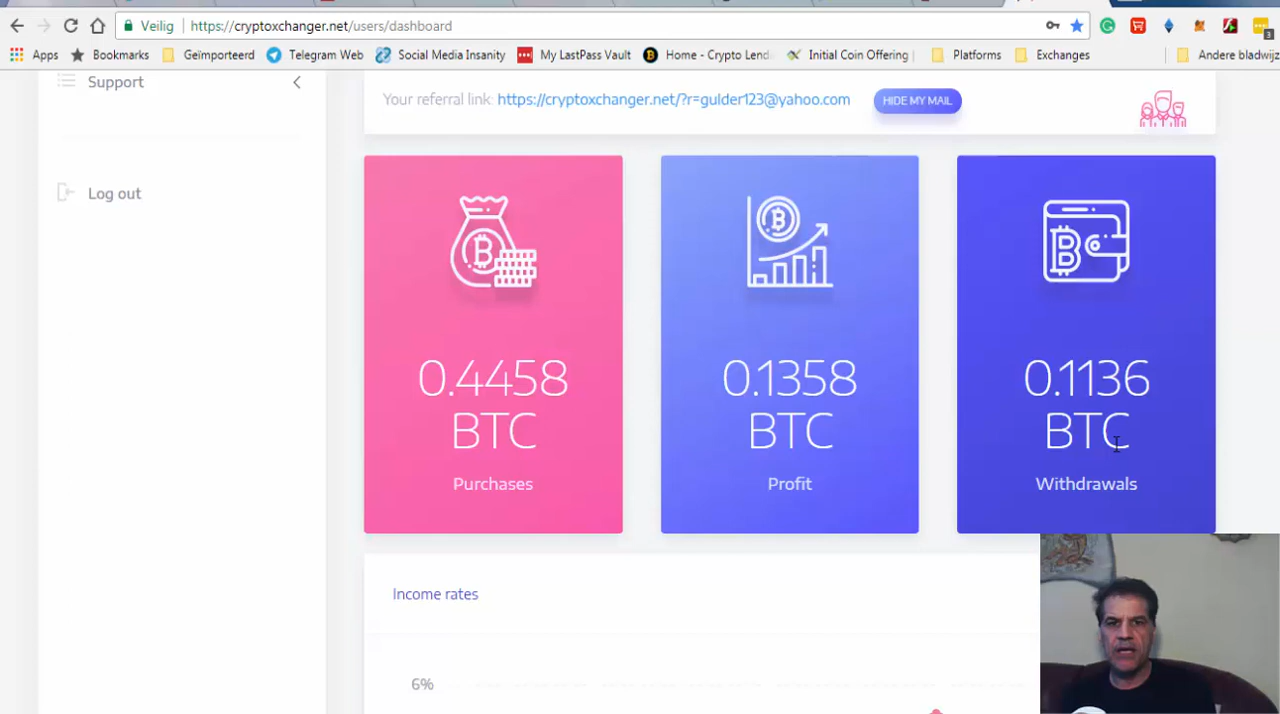 Veilig https://cryptoxchanger.net/users/dashboard
Apps Bookmarks Geïmporteerd Telegram Web Social Media Insanity My LastPass Vault Home - Crypto Lend Initial Coin Offering Platforms Exchanges Andere bladwijz
3
Support
Your referral link: https://cryptoxchanger.net/?r=gulder123@yahoo.com HIDE MY MAIL
Log out
0.4458
BTC
Purchases
0.1358
BTC
Profit
0.1136
BTC
Withdrawals
Income rates
6%